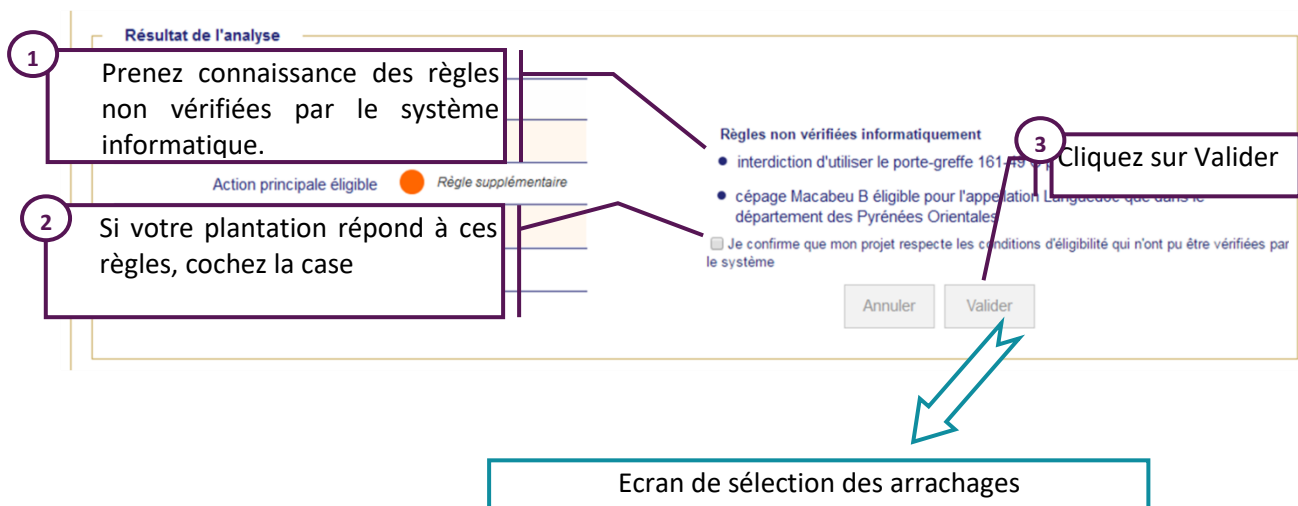 Résultat de l'analyse
1
Prenez connaissance des règles
non vérifiées par le système
informatique.
Action principale éligible
Règle supplémentaire
2
Si votre plantation répond à ces
règles, cochez la case
Règles non vérifiées informatiquement
interdiction d'utiliser le porte-greffe 161-49
cépage Macabeu B éligible pour l'appellation Languedoc que dans le
département des Pyrénées Orientales
Je confirme que mon projet respecte les conditions d'éligibilité qui n'ont pu être vérifiées par
le système
3
Cliquez sur Valider
Annuler
Valider
Ecran de sélection des arrachages